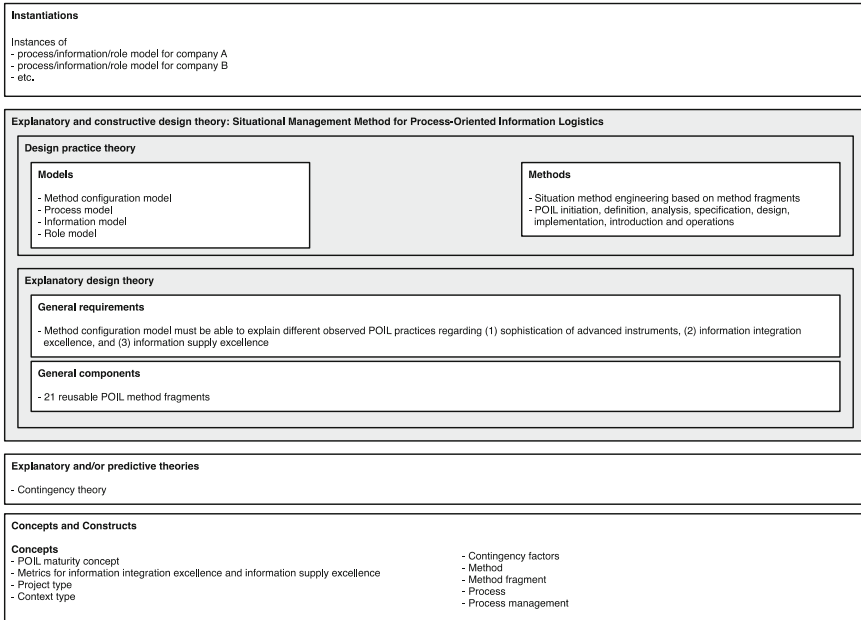 Instantiations
Instances of
- process/information/role model for company A
- process/information/role model for company B
- etc.
Explanatory and constructive design theory: Situational Management Method for Process-Oriented Information Logistics
Design practice theory
Models
- Method configuration model
- Process model
- Information model
- Role model
Methods
- Situation method engineering based on method fragments
- POIL initiation, definition, analysis, specification, design,
implementation, introduction and operations
Explanatory design theory
General requirements
- Method configuration model must be able to explain different observed POIL practices regarding (1) sophistication of advanced instruments, (2) information integration
excellence, and (3) information supply excellence
General components
- 21 reusable POIL method fragments
Explanatory and/or predictive theories
- Contingency theory
Concepts and Constructs
Concepts
- POIL maturity concept
- Metrics for information integration excellence and information supply excellence
- Project type
- Context type
- Contingency factors
- Method
- Method fragment
- Process
- Process management